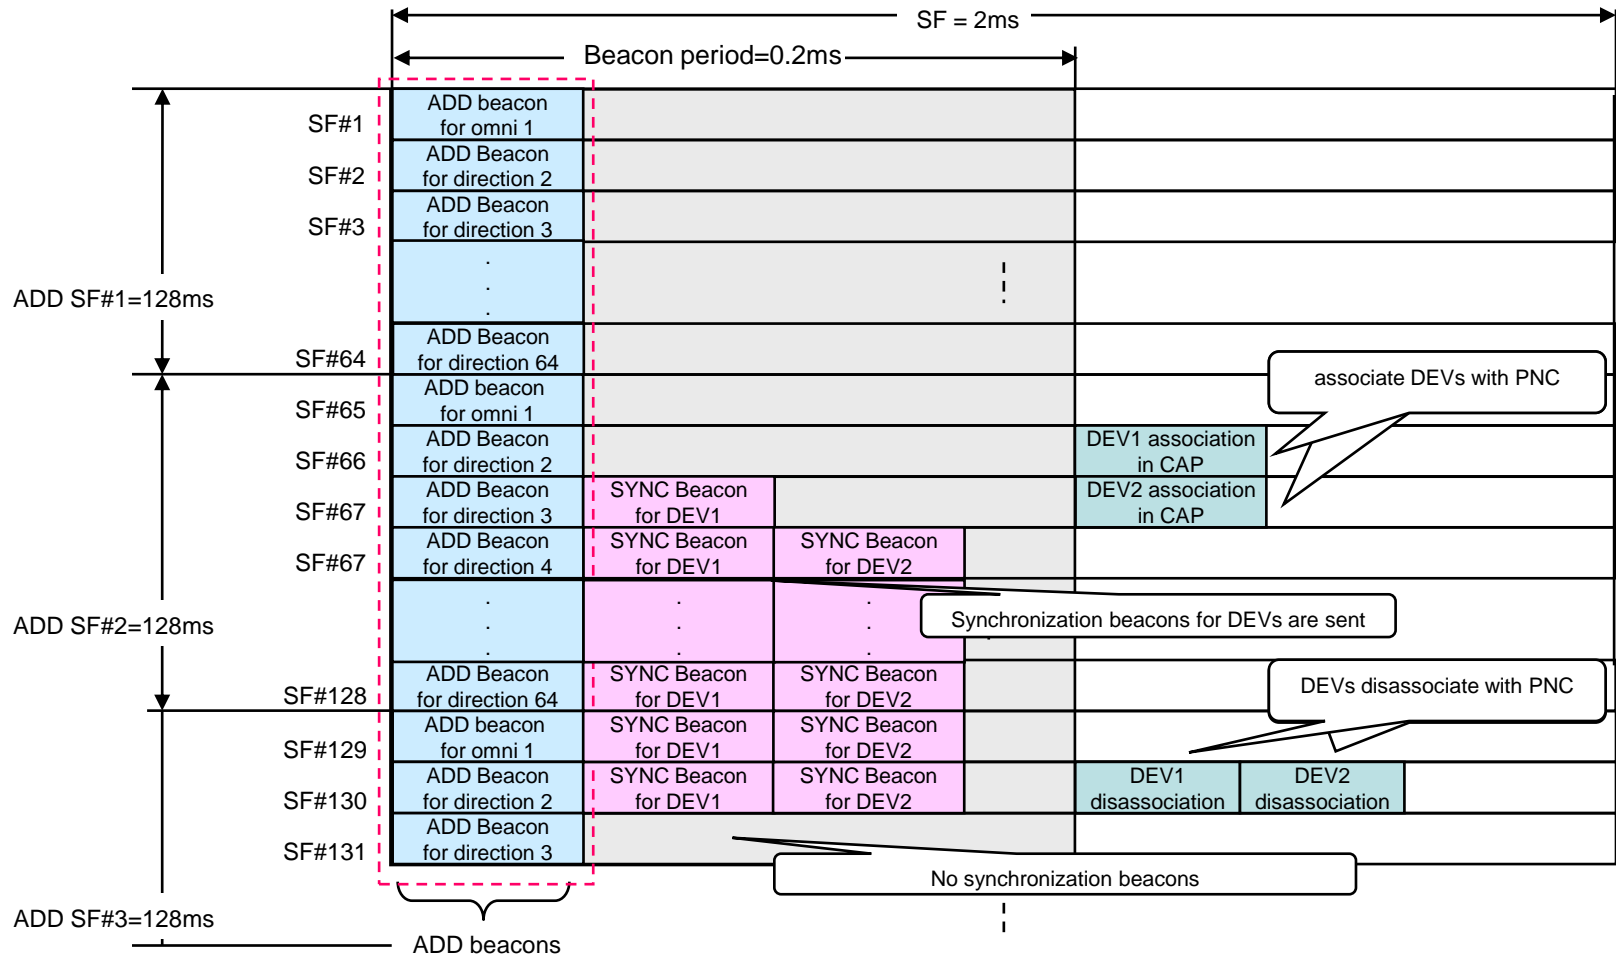 SF = 2ms
Beacon period=0.2ms
SF#1
ADD beacon
for omni 1
SF#2
ADD Beacon
for direction 2
SF#3
ADD Beacon
for direction 3
.
.
.
ADD SF#1=128ms
SF#64
ADD Beacon
for direction 64
associate DEVs with PNC
SF#65
ADD beacon
for omni 1
SF#66
ADD Beacon
for direction 2
DEV1 association
in CAP
SF#67
ADD Beacon
for direction 3
SYNC Beacon
for DEV1
DEV2 association
in CAP
SF#67
ADD Beacon
for direction 4
SYNC Beacon
for DEV1
SYNC Beacon
for DEV2
.
.
.
.
.
.
.
.
.
Synchronization beacons for DEVs are sent
ADD SF#2=128ms
SF#128
ADD Beacon
for direction 64
SYNC Beacon
for DEV1
SYNC Beacon
for DEV2
DEVs disassociate with PNC
SF#129
ADD beacon
for omni 1
SYNC Beacon
for DEV1
SYNC Beacon
for DEV2
SF#130
ADD Beacon
for direction 2
SYNC Beacon
for DEV1
SYNC Beacon
for DEV2
DEV1
disassociation
DEV2
disassociation
SF#131
ADD Beacon
for direction 3
No synchronization beacons
ADD SF#3=128ms
ADD beacons